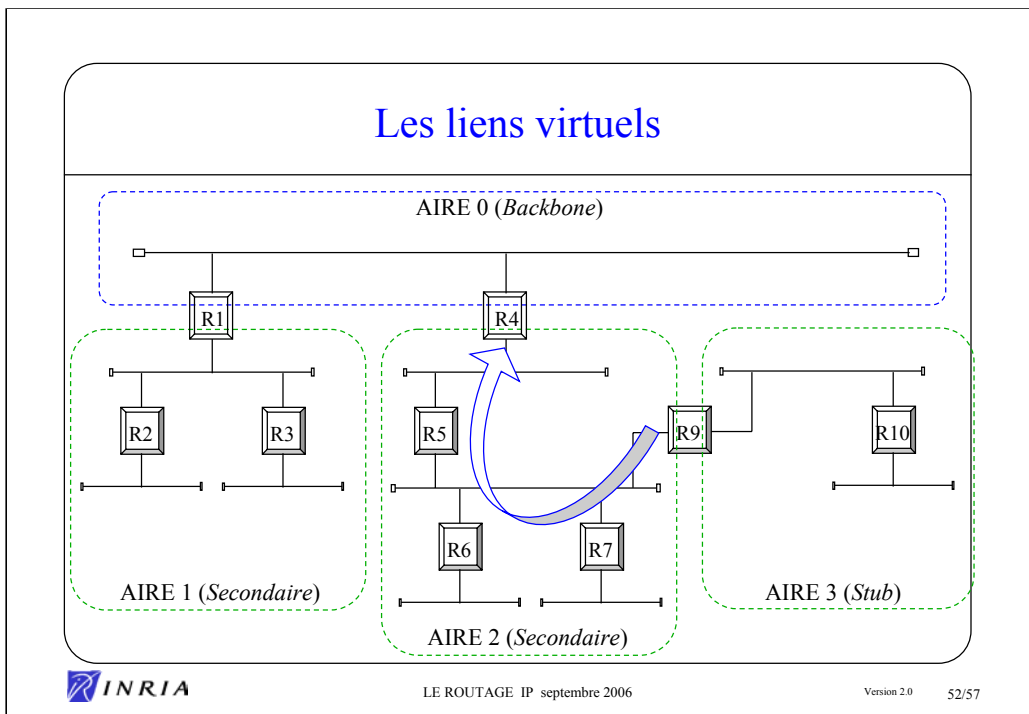 Les liens virtuels
AIRE 0 (Backbone)
R1
R4
R2
R3
R5
R9
R10
R6
R7
AIRE 1 (Secondaire)
AIRE 3 (Stub)
AIRE 2 (Secondaire)
INRIA
LE ROUTAGE IP septembre 2006
Version 2.0
52/57